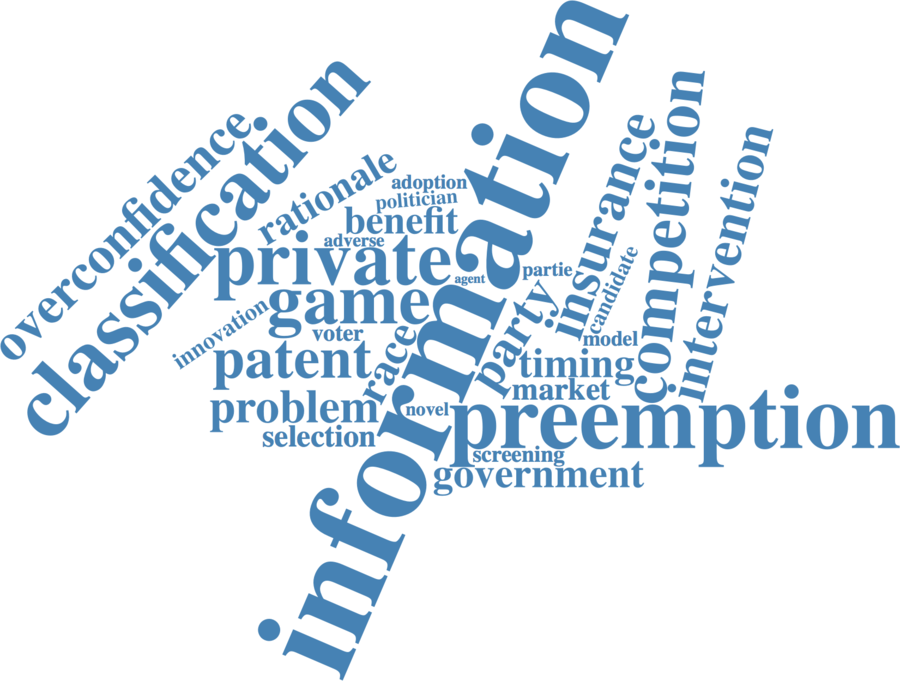 information
classification
overconfidence
rationale
adoption
politician
benefit
adverse
private
agent
game
innovation
voter
patent
race
problem
novel
selection
partie
party
insurance
candidate
competition
intervention
model
timing
market
preemption
screening
government